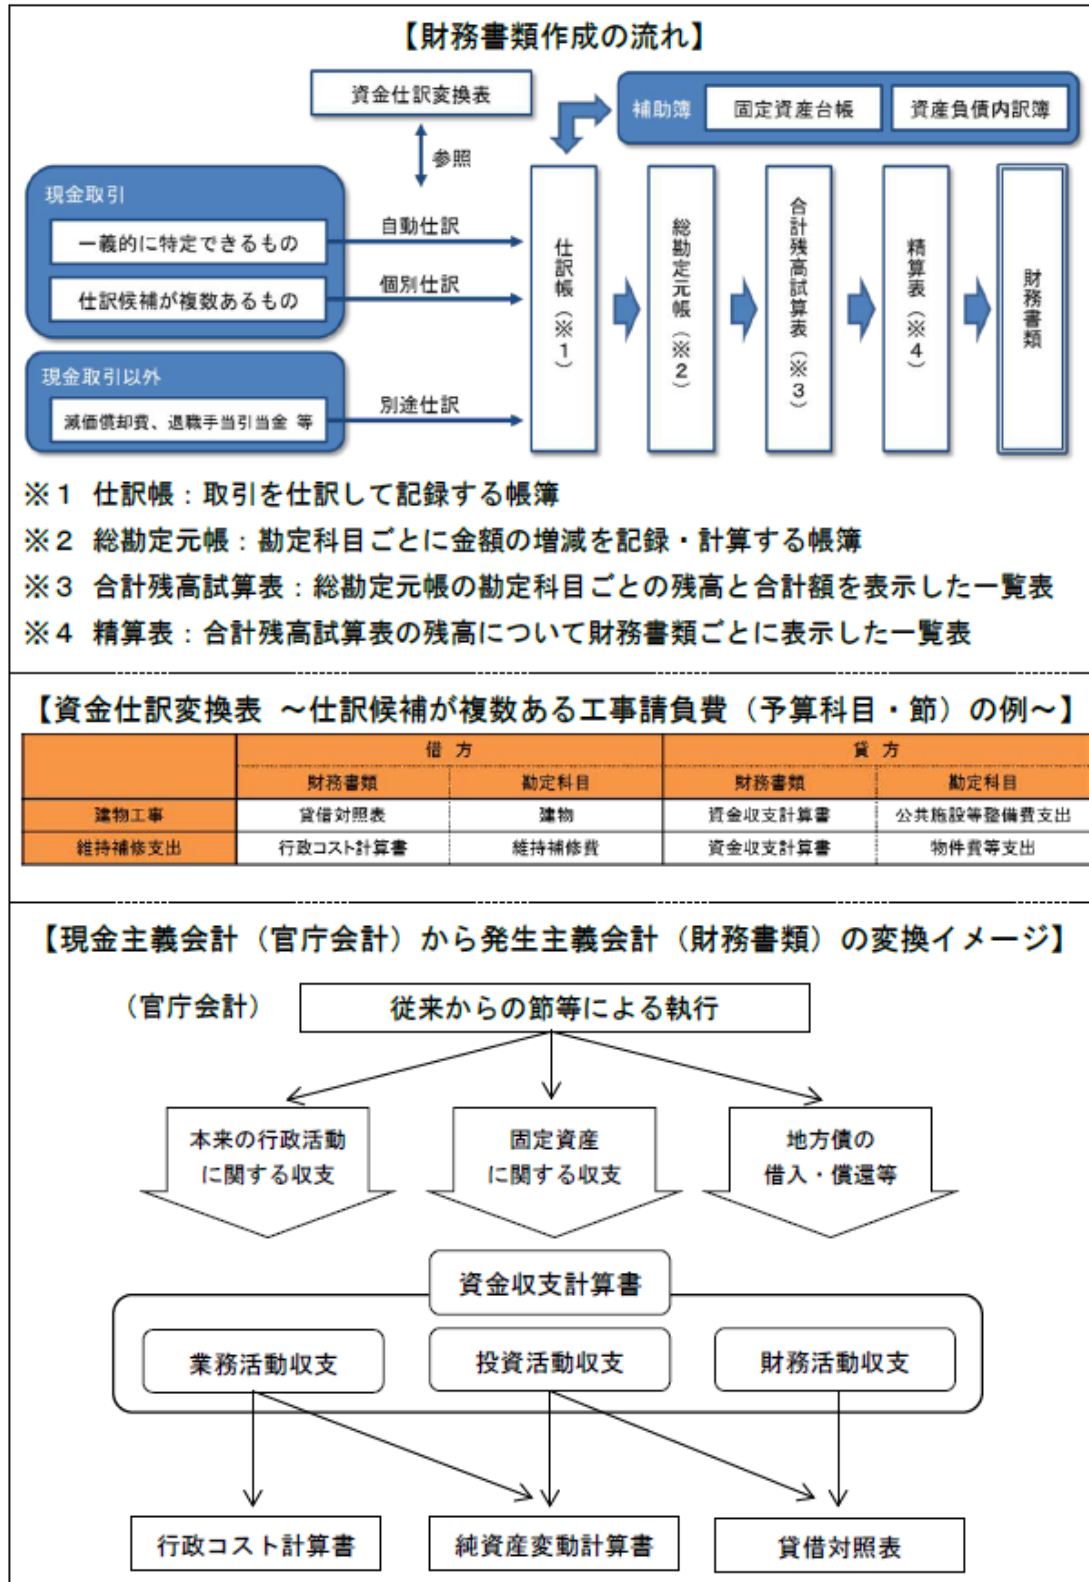 【財務書類作成の流れ】
資金仕訳変換表
補助簿
固定資産台帳
資産負債内訳簿
参照
現金取引
一義的に特定できるもの
仕訳候補が複数あるもの
自動仕訳
個別仕訳
現金取引以外
減価償却費、退職手当引当金 等
別途仕訳
仕訳帳（※1）
総勘定元帳（※2）
合計残高試算表（※3）
精算表（※4）
財務書類
※1 仕訳帳：取引を仕訳して記録する帳簿
※2 総勘定元帳：勘定科目ごとに金額の増減を記録・計算する帳簿
※3 合計残高試算表：総勘定元帳の勘定科目ごとの残高と合計額を表示した一覧表
※4 精算表：合計残高試算表の残高について財務書類ごとに表示した一覧表
【資金仕訳変換表 ～仕訳候補が複数ある工事請負費（予算科目・節）の例～】
借 方 貸 方
財務書類 勘定科目 財務書類 勘定科目
建物工事 貸借対照表 建物 資金収支計算書 公共施設等整備費支出
維持補修支出 行政コスト計算書 維持補修費 資金収支計算書 物件費等支出
【現金主義会計（官庁会計）から発生主義会計（財務書類）の変換イメージ】
（官庁会計）
従来からの節等による執行
本来の行政活動
に関する収支
固定資産
に関する収支
地方債の
借入・償還等
資金収支計算書
業務活動収支
投資活動収支
財務活動収支
行政コスト計算書
純資産変動計算書
貸借対照表